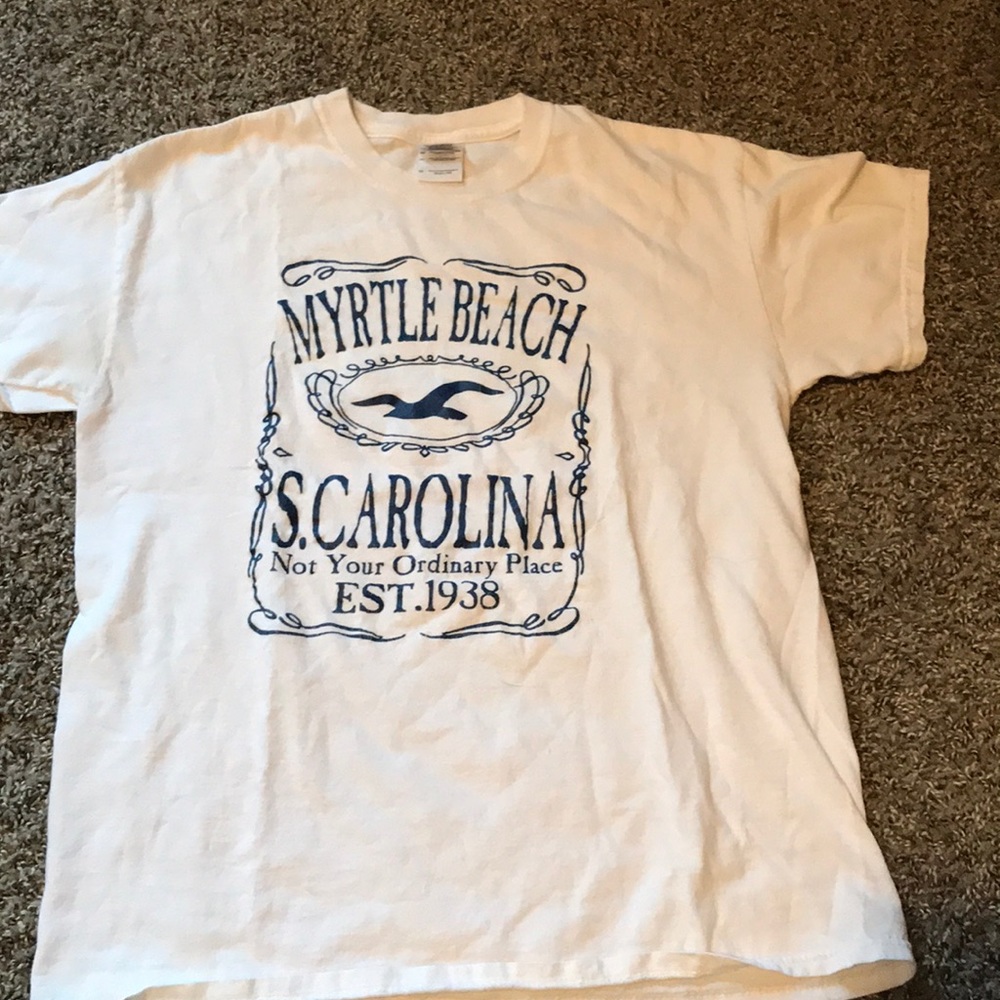 MYRTLE BEACH
S.CAROLINA
Not Your Ordinary Place
EST.1938